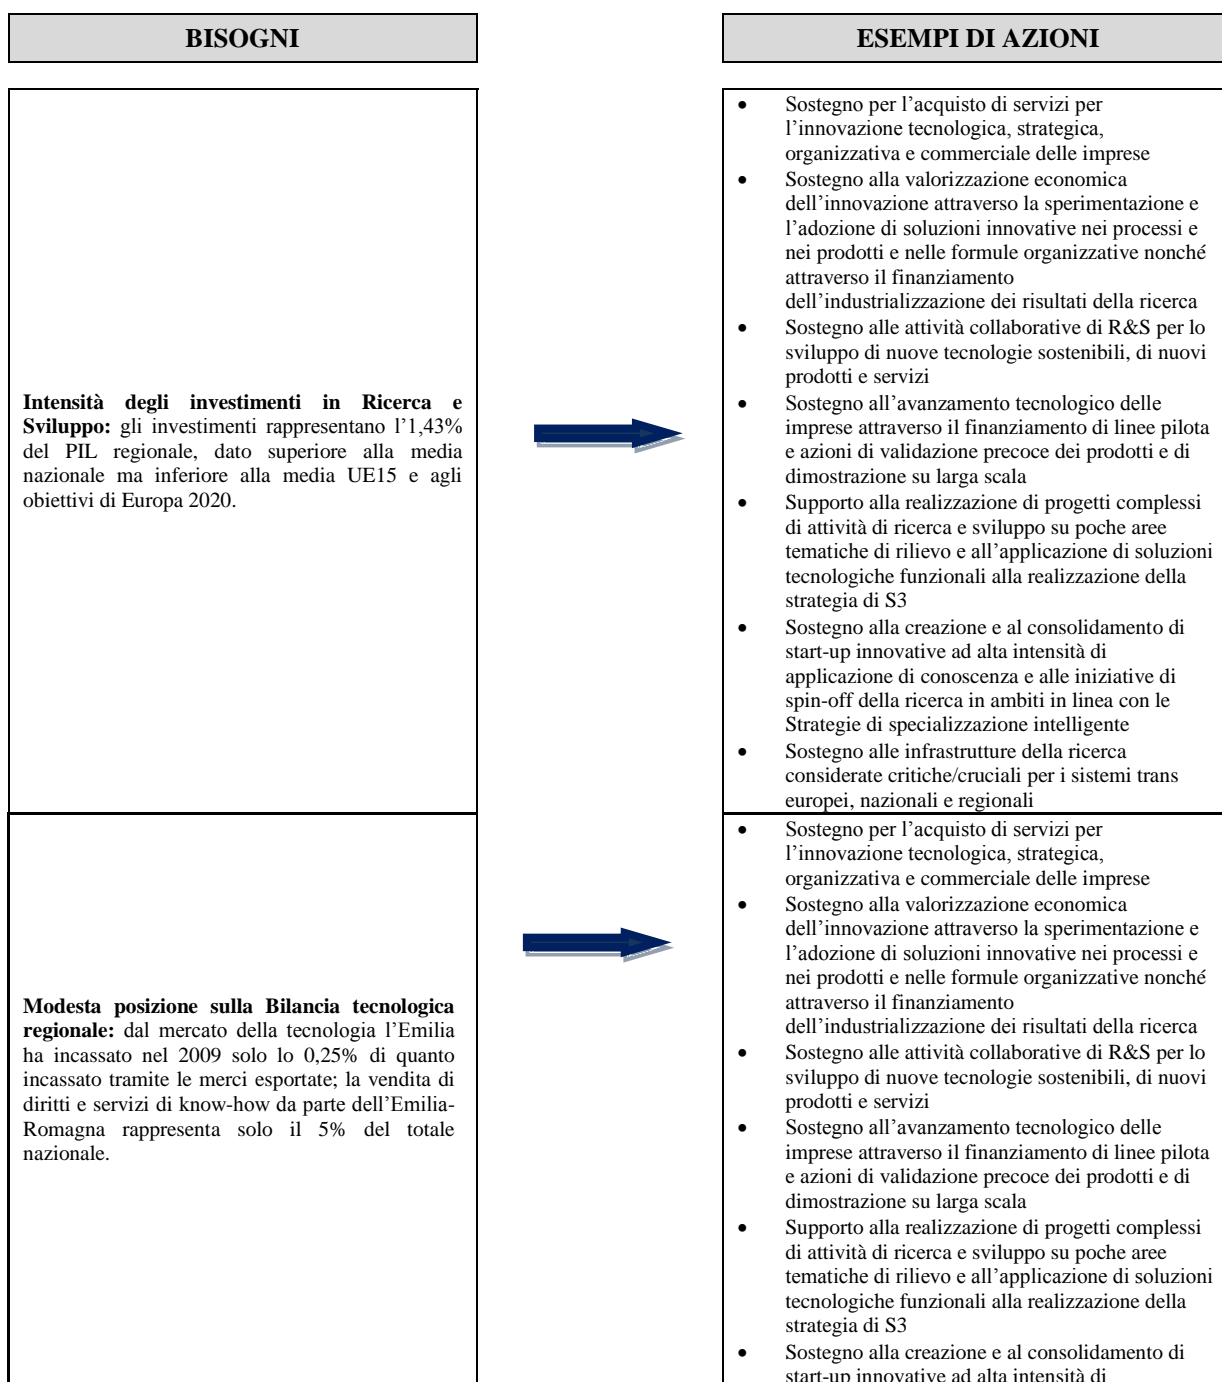 BISOGNI
ESEMPI DI AZIONI
Intensità degli investimenti in Ricerca e
Sviluppo: gli investimenti rappresentano l’1,43%
del PIL regionale, dato superiore alla media
nazionale ma inferiore alla media UE15 e agli
obiettivi di Europa 2020.
• Sostegno per l’acquisto di servizi per
l’innovazione tecnologica, strategica,
organizzativa e commerciale delle imprese
• Sostegno alla valorizzazione economica
dell’innovazione attraverso la sperimentazione e
l’adozione di soluzioni innovative nei processi e
nei prodotti e nelle formule organizzative nonché
attraverso il finanziamento
dell’industrializzazione dei risultati della ricerca
• Sostegno alle attività collaborative di R&S per lo
sviluppo di nuove tecnologie sostenibili, di nuovi
prodotti e servizi
• Sostegno all’avanzamento tecnologico delle
imprese attraverso il finanziamento di linee pilota
e azioni di validazione precoce dei prodotti e di
dimostrazione su larga scala
• Supporto alla realizzazione di progetti complessi
di attività di ricerca e sviluppo su poche aree
tematiche di rilievo e all’applicazione di soluzioni
tecnologiche funzionali alla realizzazione della
strategia di S3
• Sostegno alla creazione e al consolidamento di
start-up innovative ad alta intensità di
applicazione di conoscenza e alle iniziative di
spin-off della ricerca in ambiti in linea con le
Strategie di specializzazione intelligente
• Sostegno alle infrastrutture della ricerca
considerate critiche/cruciali per i sistemi trans
europei, nazionali e regionali
Modesta posizione sulla Bilancia tecnologica
regionale: dal mercato della tecnologia l’Emilia
ha incassato nel 2009 solo lo 0,25% di quanto
incassato tramite le merci esportate; la vendita di
diritti e servizi di know-how da parte dell’Emilia-
Romagna rappresenta solo il 5% del totale
nazionale.
• Sostegno per l’acquisto di servizi per
l’innovazione tecnologica, strategica,
organizzativa e commerciale delle imprese
• Sostegno alla valorizzazione economica
dell’innovazione attraverso la sperimentazione e
l’adozione di soluzioni innovative nei processi e
nei prodotti e nelle formule organizzative nonché
attraverso il finanziamento
dell’industrializzazione dei risultati della ricerca
• Sostegno alle attività collaborative di R&S per lo
sviluppo di nuove tecnologie sostenibili, di nuovi
prodotti e servizi
• Sostegno all’avanzamento tecnologico delle
imprese attraverso il finanziamento di linee pilota
e azioni di validazione precoce dei prodotti e di
dimostrazione su larga scala
• Supporto alla realizzazione di progetti complessi
di attività di ricerca e sviluppo su poche aree
tematiche di rilievo e all’applicazione di soluzioni
tecnologiche funzionali alla realizzazione della
strategia di S3
• Sostegno alla creazione e al consolidamento di
start-up innovative ad alta intensità di